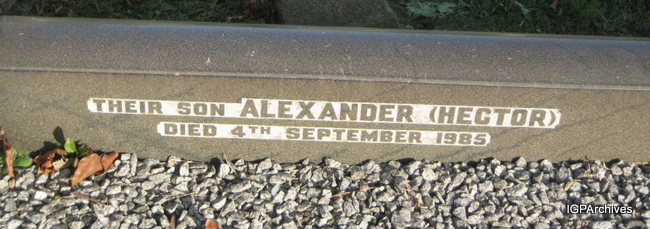 THEIR SON ALEXANDER (HECTOR)
DIED 4TH SEPTEMBER 1985
IGPArchives